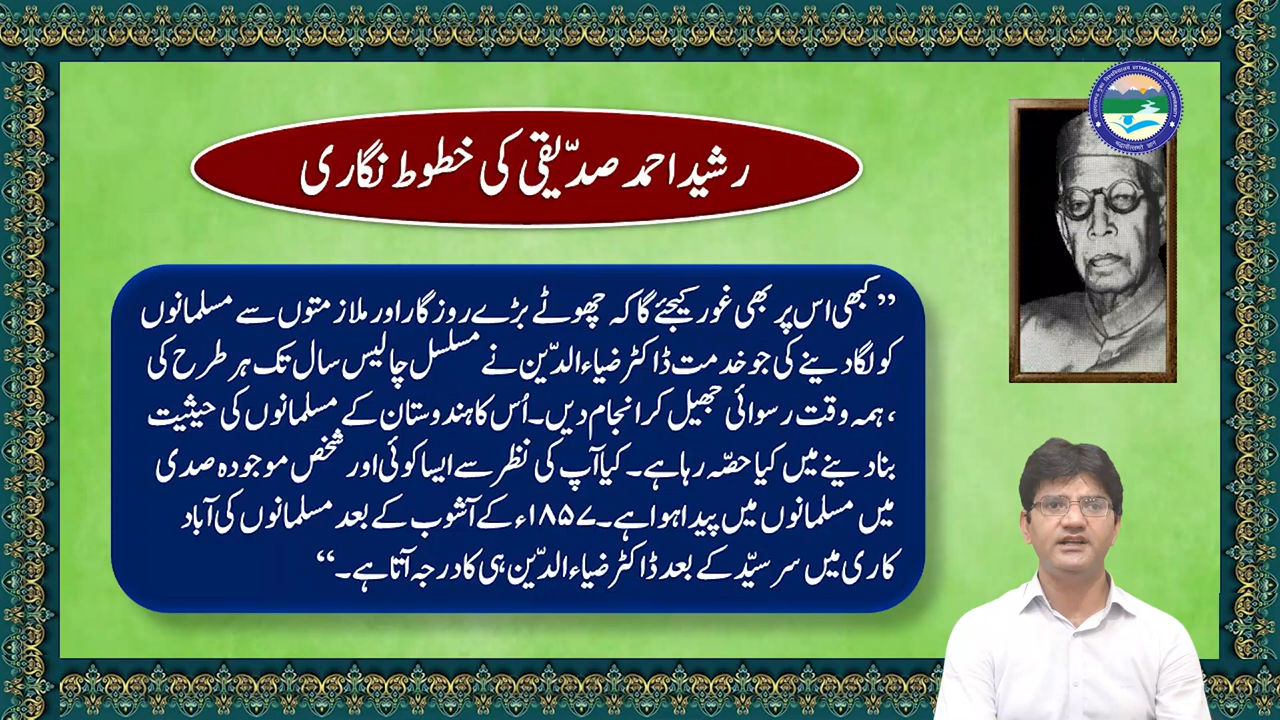 رشید احمد صدّیقی کی خطوط نگاری
”کبھی اس پر بھی غور کیجئے گا کہ چھوٹے بڑے روزگار اور ملازمتوں سے مسلمانوں
کو لگا دینے کی جو خدمت ڈاکٹر ضیاء الدّین نے مسلسل چالیس سال تک ہر طرح کی
، ہمہ وقت رسوائی جھیل کر انجام دیں۔ اُس کا ہندوستان کے مسلمانوں کی حیثیت
بنا دینے میں کیا حصّہ رہا ہے۔ کیا آپ کی نظر سے ایسا کوئی اور شخص موجودہ صدی
میں مسلمانوں میں پیدا ہوا ہے۔ ۱۸۵۷ء کے آشوب کے بعد مسلمانوں کی آباد
کاری میں سر سیّد کے بعد ڈاکٹر ضیاء الدّین ہی کا درجہ آتا ہے۔“
UTTARAKHAND OPEN UNIVERSITY